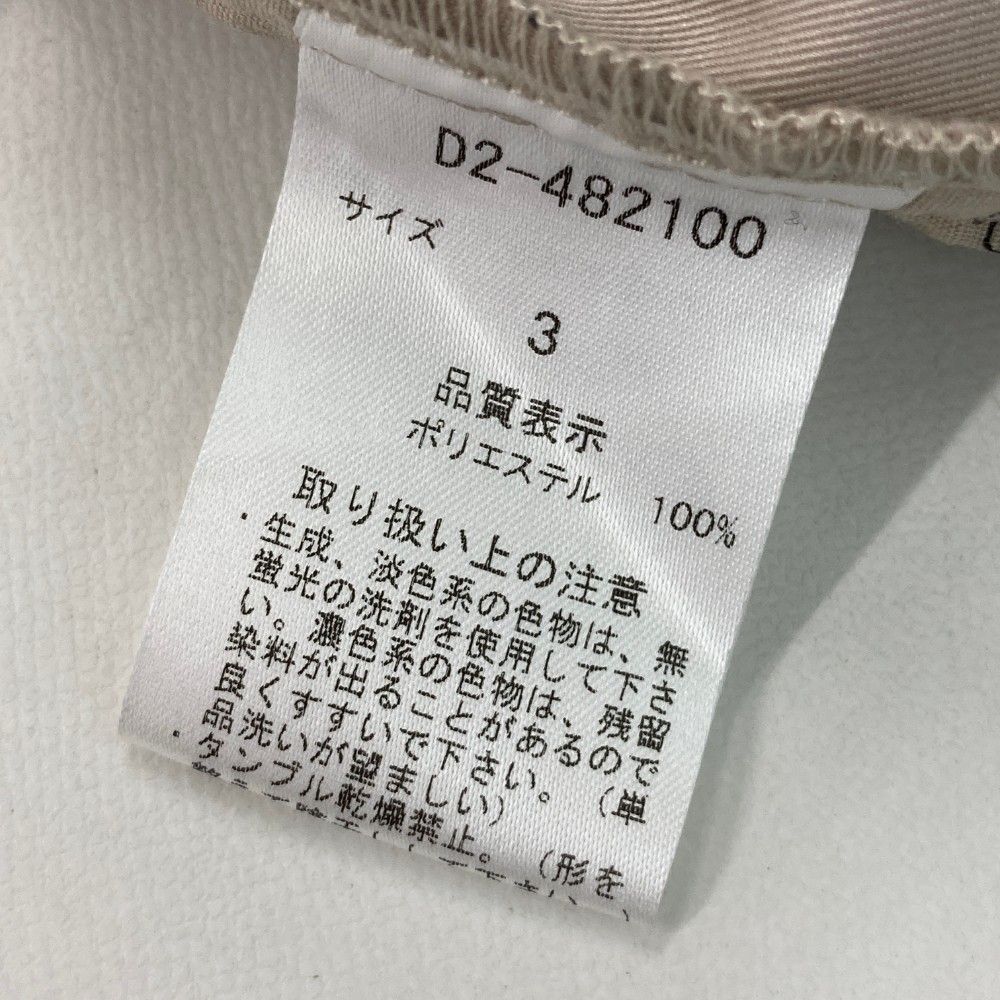 D2-482100
サイズ
3
品質表示
ポリエステル 100%
取り扱い上の注意
・生成、淡色系の色物は、無
蛍光の洗剤を使用して下さ
い。濃色系の色物は、残留
染料が出ることがあるので
良くすすいで下さい。(単
品洗いが望ましい)
・タンブル乾燥禁止。(形を